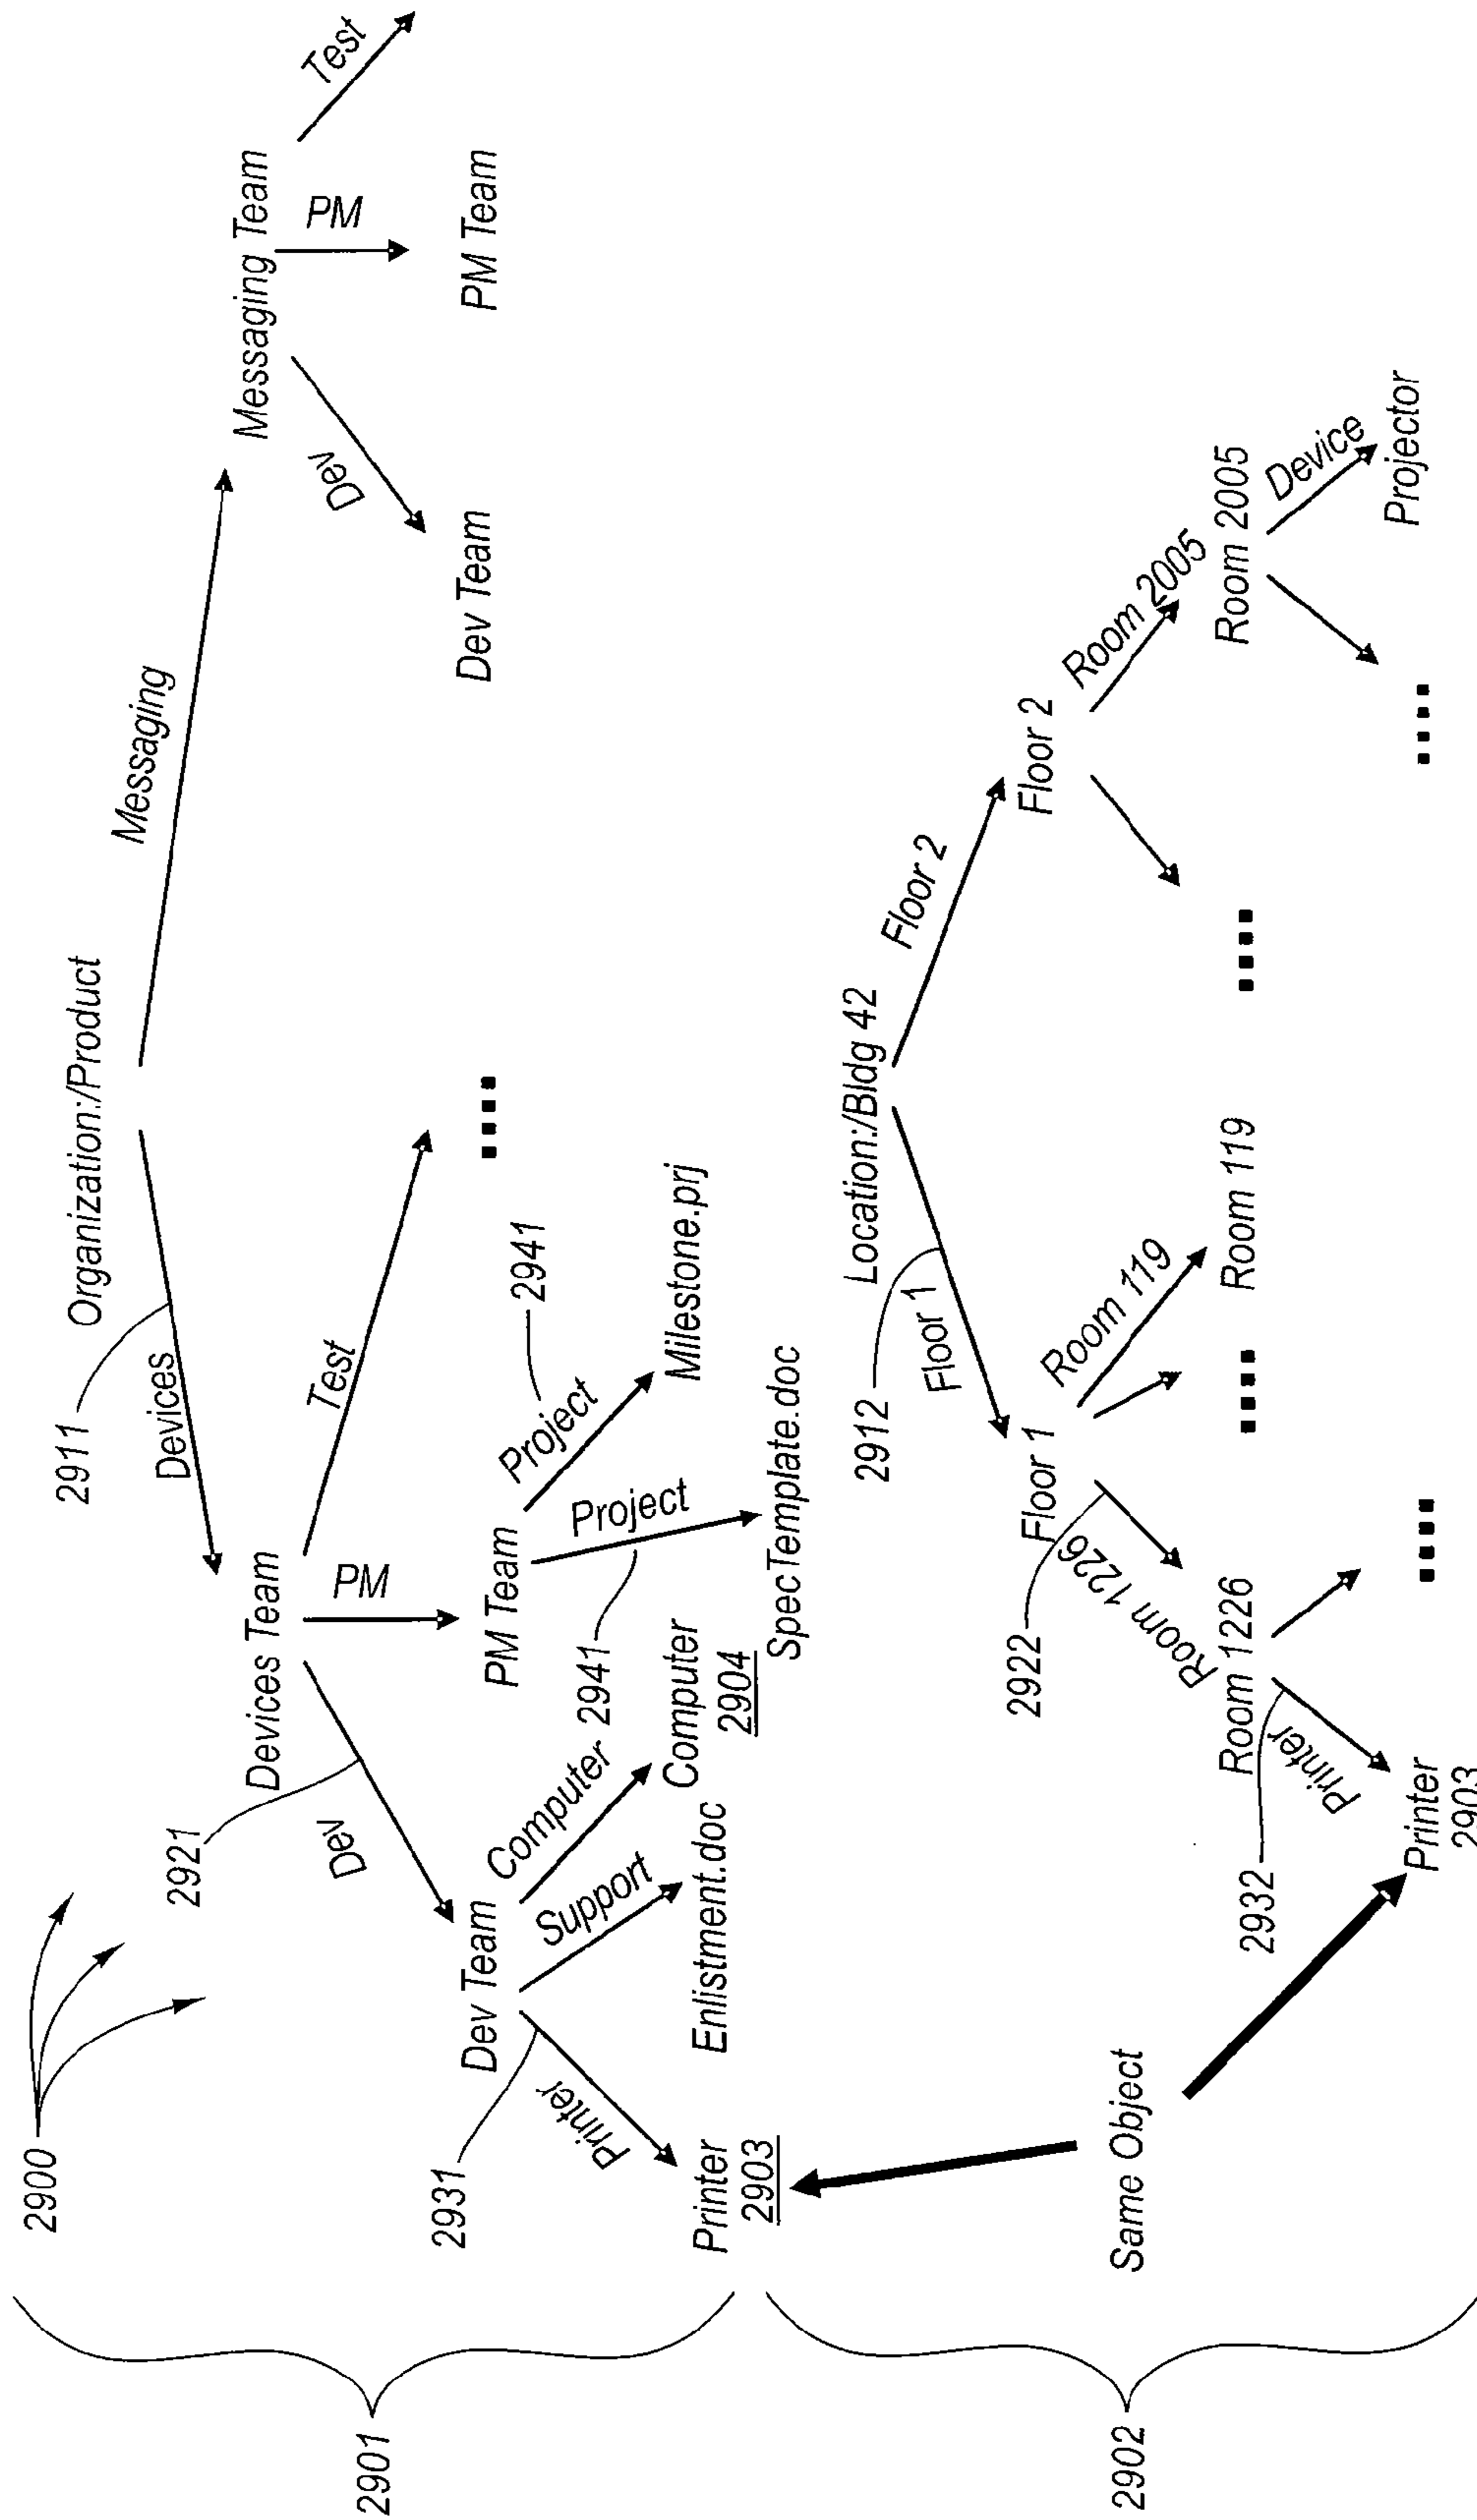 2900
2901
Organization:/Product
2911
Devices
Messaging
Devices Team
Messaging Team
2921
Dev
PM
Test
Dev
PM
Test
Dev Team
PM Team
Dev Team
PM Team
2931
Printer
Support
Computer
2941
Project
Project
2941
Printer
2903
Enlistment.doc
Computer
2904
SpecTemplate.doc
Milestone.prj
2902
Location:/Bldg 42
2912
Floor 1
Floor 2
Floor 1
Floor 2
2922
Room 1226
Room 119
Room 2005
Room 1226
Room 119
Room 2005
2932
Printer
Device
Same Object
Printer
2903
Projector